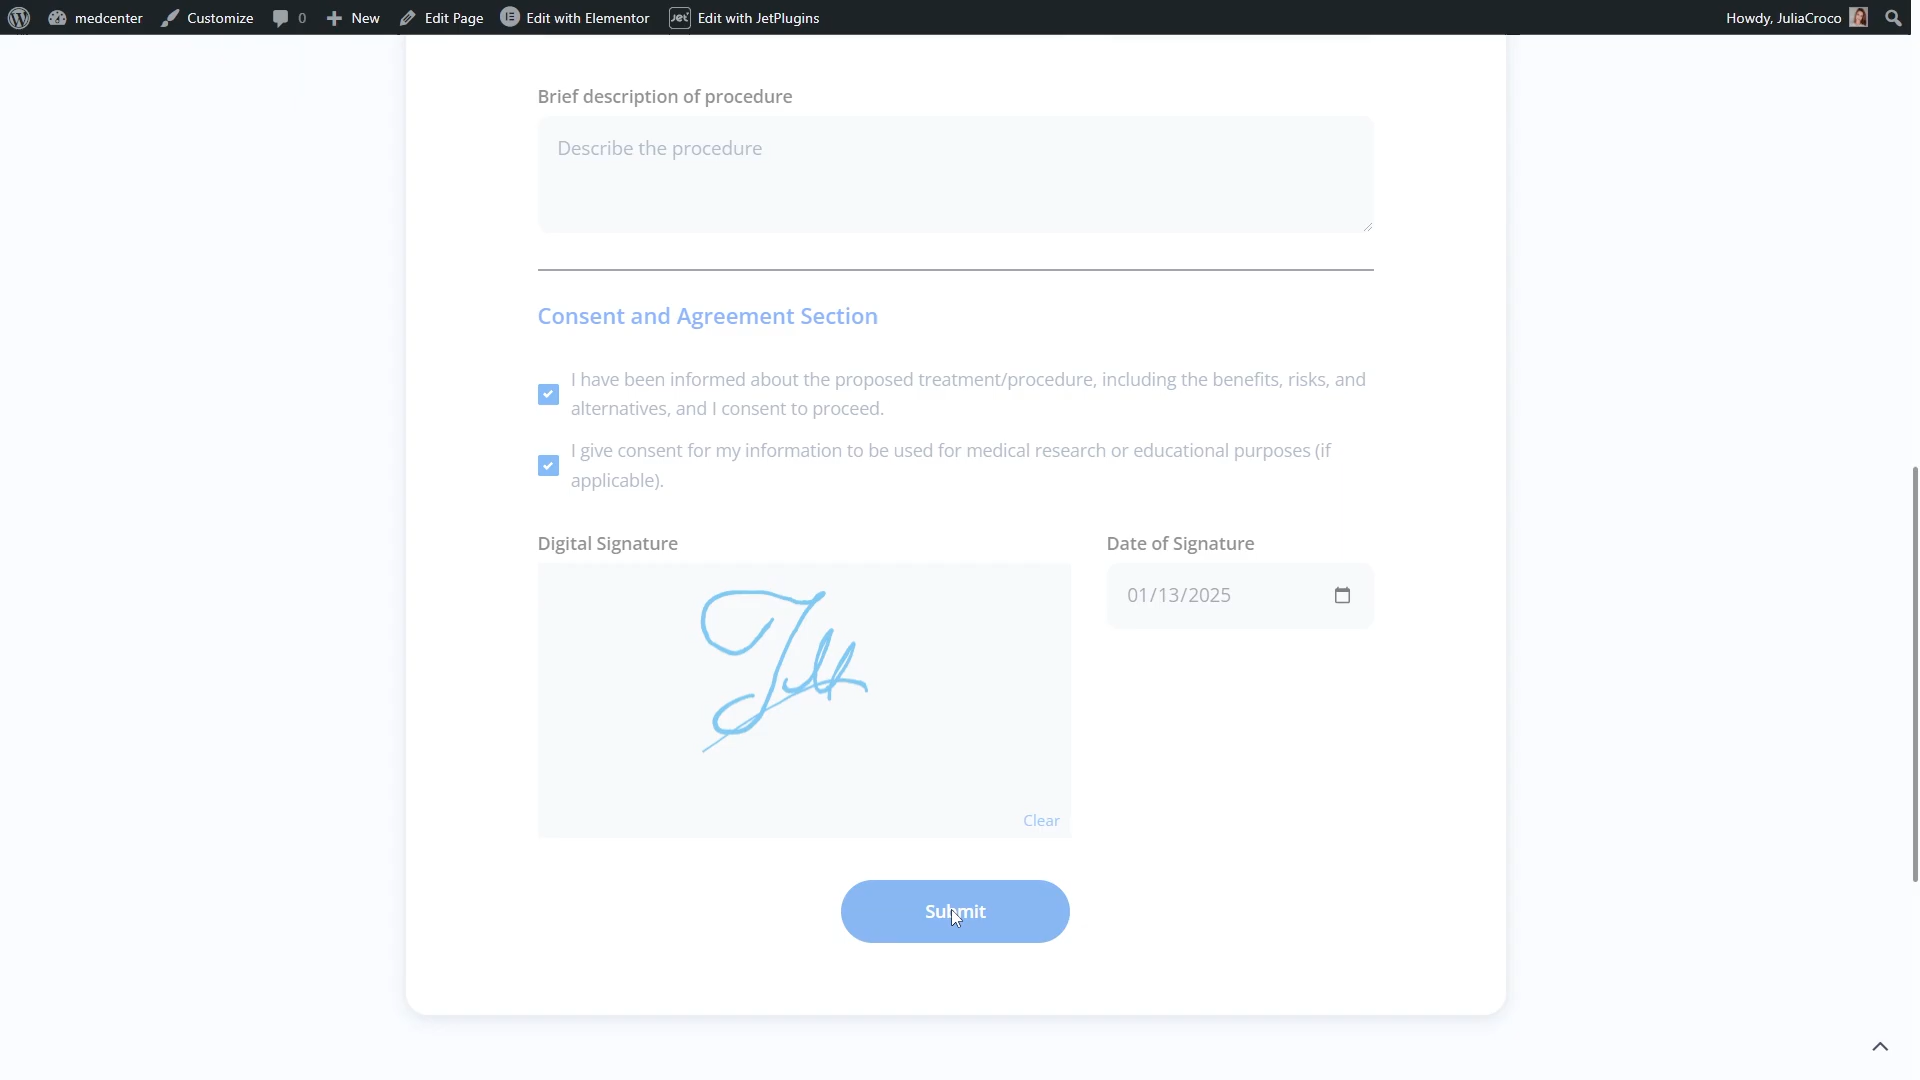 medcenter Customize 0 New Edit Page Edit with Elementor Jet Edit with JetPlugins Howdy, JuliaCroco
Brief description of procedure
Describe the procedure
Consent and Agreement Section
I have been informed about the proposed treatment/procedure, including the benefits, risks, and
alternatives, and I consent to proceed.
I give consent for my information to be used for medical research or educational purposes (if
applicable).
Digital Signature
Date of Signature
01/13/2025
Clear
Submit